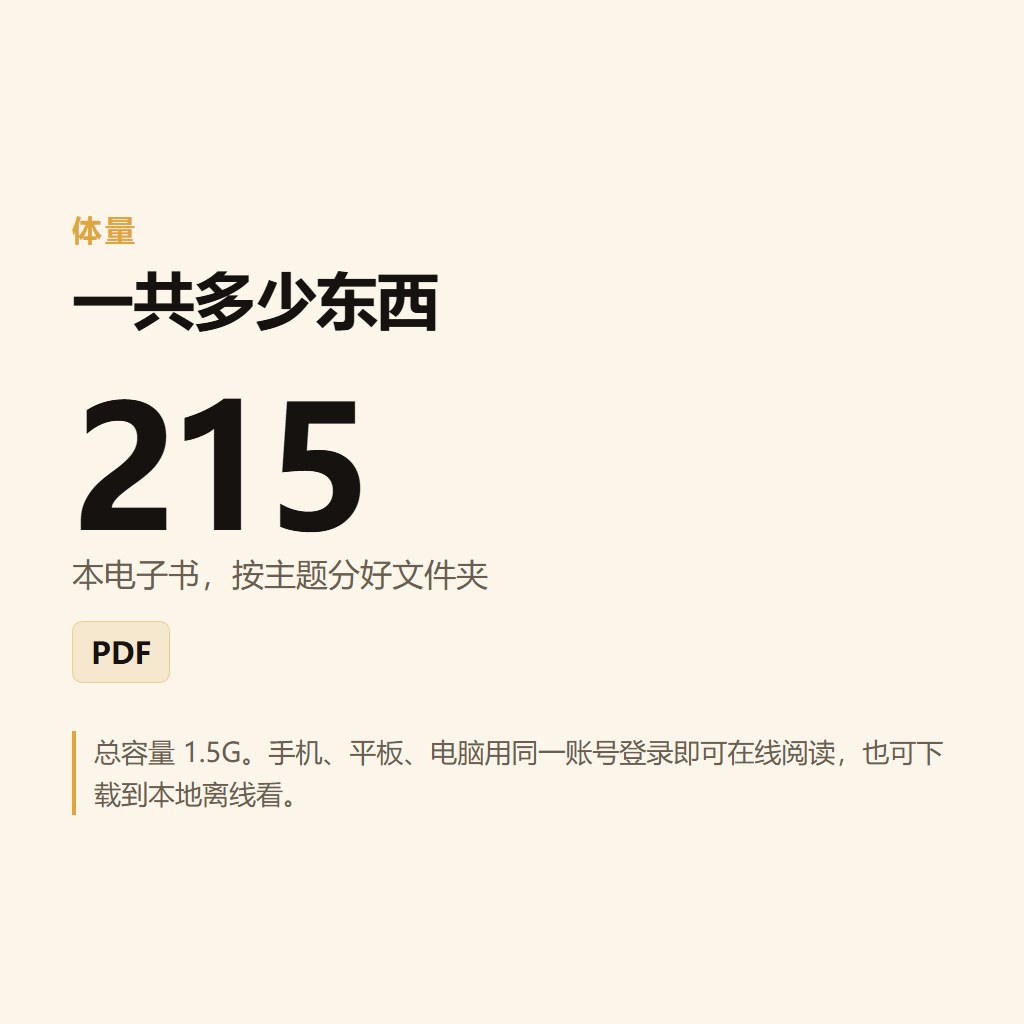 体量
一共多少东西
215
本电子书，按主题分好文件夹
PDF
总容量 1.5G。手机、平板、电脑用同一账号登录即可在线阅读，也可下
载到本地离线看。